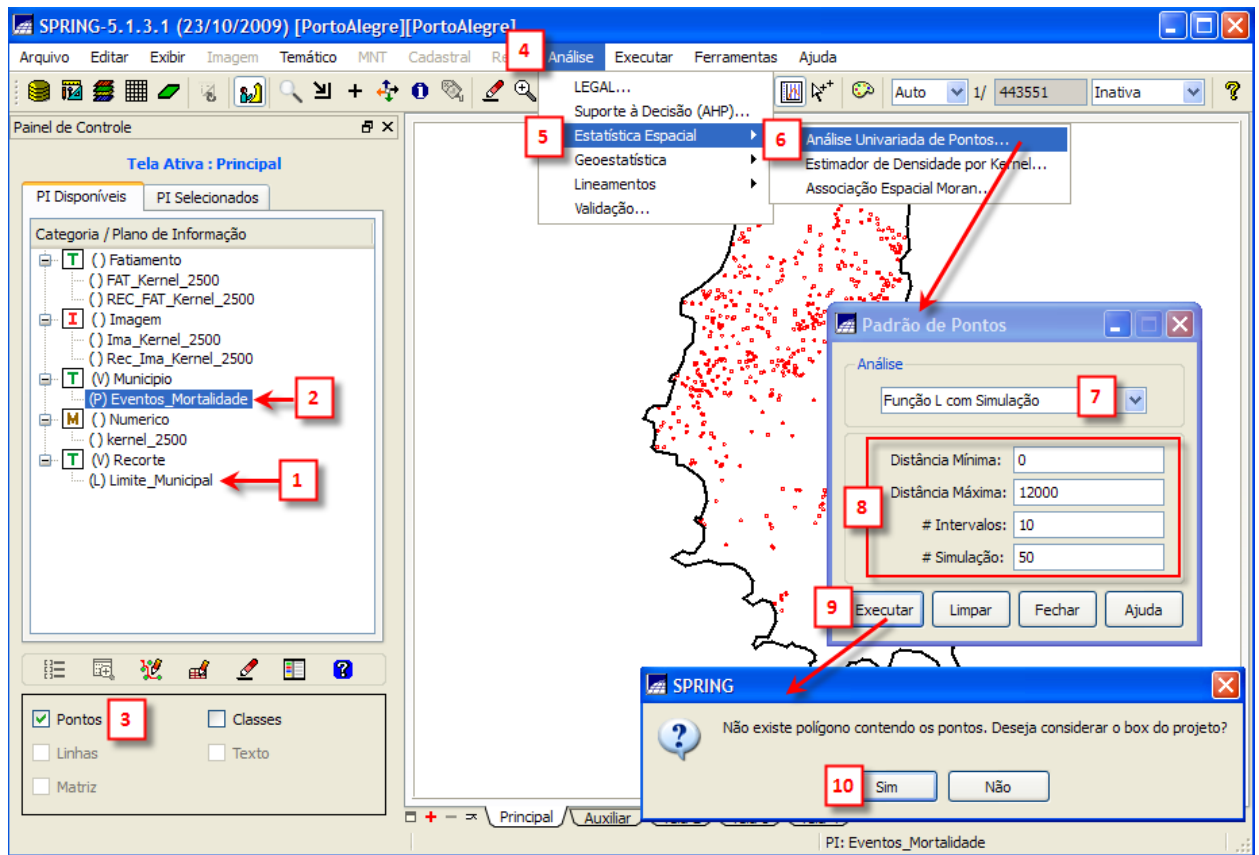 SPRING-5.1.3.1 (23/10/2009) [PortoAlegre][PortoAlegre]
Arquivo Editar Exibir Imagem Temático MNT Cadastral 4 Análise Executar Ferramentas Ajuda
Auto 1/ 443551 Inativa
Painel de Controle
Tela Ativa : Principal
PI Disponíveis PI Selecionados
Categoria / Plano de Informação
T () Fatiamento
() FAT_Kernel_2500
() REC_FAT_Kernel_2500
I () Imagem
() Ima_Kernel_2500
() Rec_Ima_Kernel_2500
T (V) Municipio
(P) Eventos_Mortalidade 2
M () Numerico
() kernel_2500
T (V) Recorte
(L) Limite_Municipal 1
Pontos 3 Classes
Linhas Texto
Matriz
LEGAL...
Suporte à Decisão (AHP)...
5 Estatística Espacial
Geoestatística
Lineamentos
Validação...
6 Análise Univariada de Pontos...
Estimador de Densidade por Kernel...
Associação Espacial Moran...
Padrão de Pontos
Análise
Função L com Simulação 7
8
Distância Mínima: 0
Distância Máxima: 12000
# Intervalos: 10
# Simulação: 50
9 Executar Limpar Fechar Ajuda
SPRING
Não existe polígono contendo os pontos. Deseja considerar o box do projeto?
10 Sim Não
Principal Auxiliar
PI: Eventos_Mortalidade